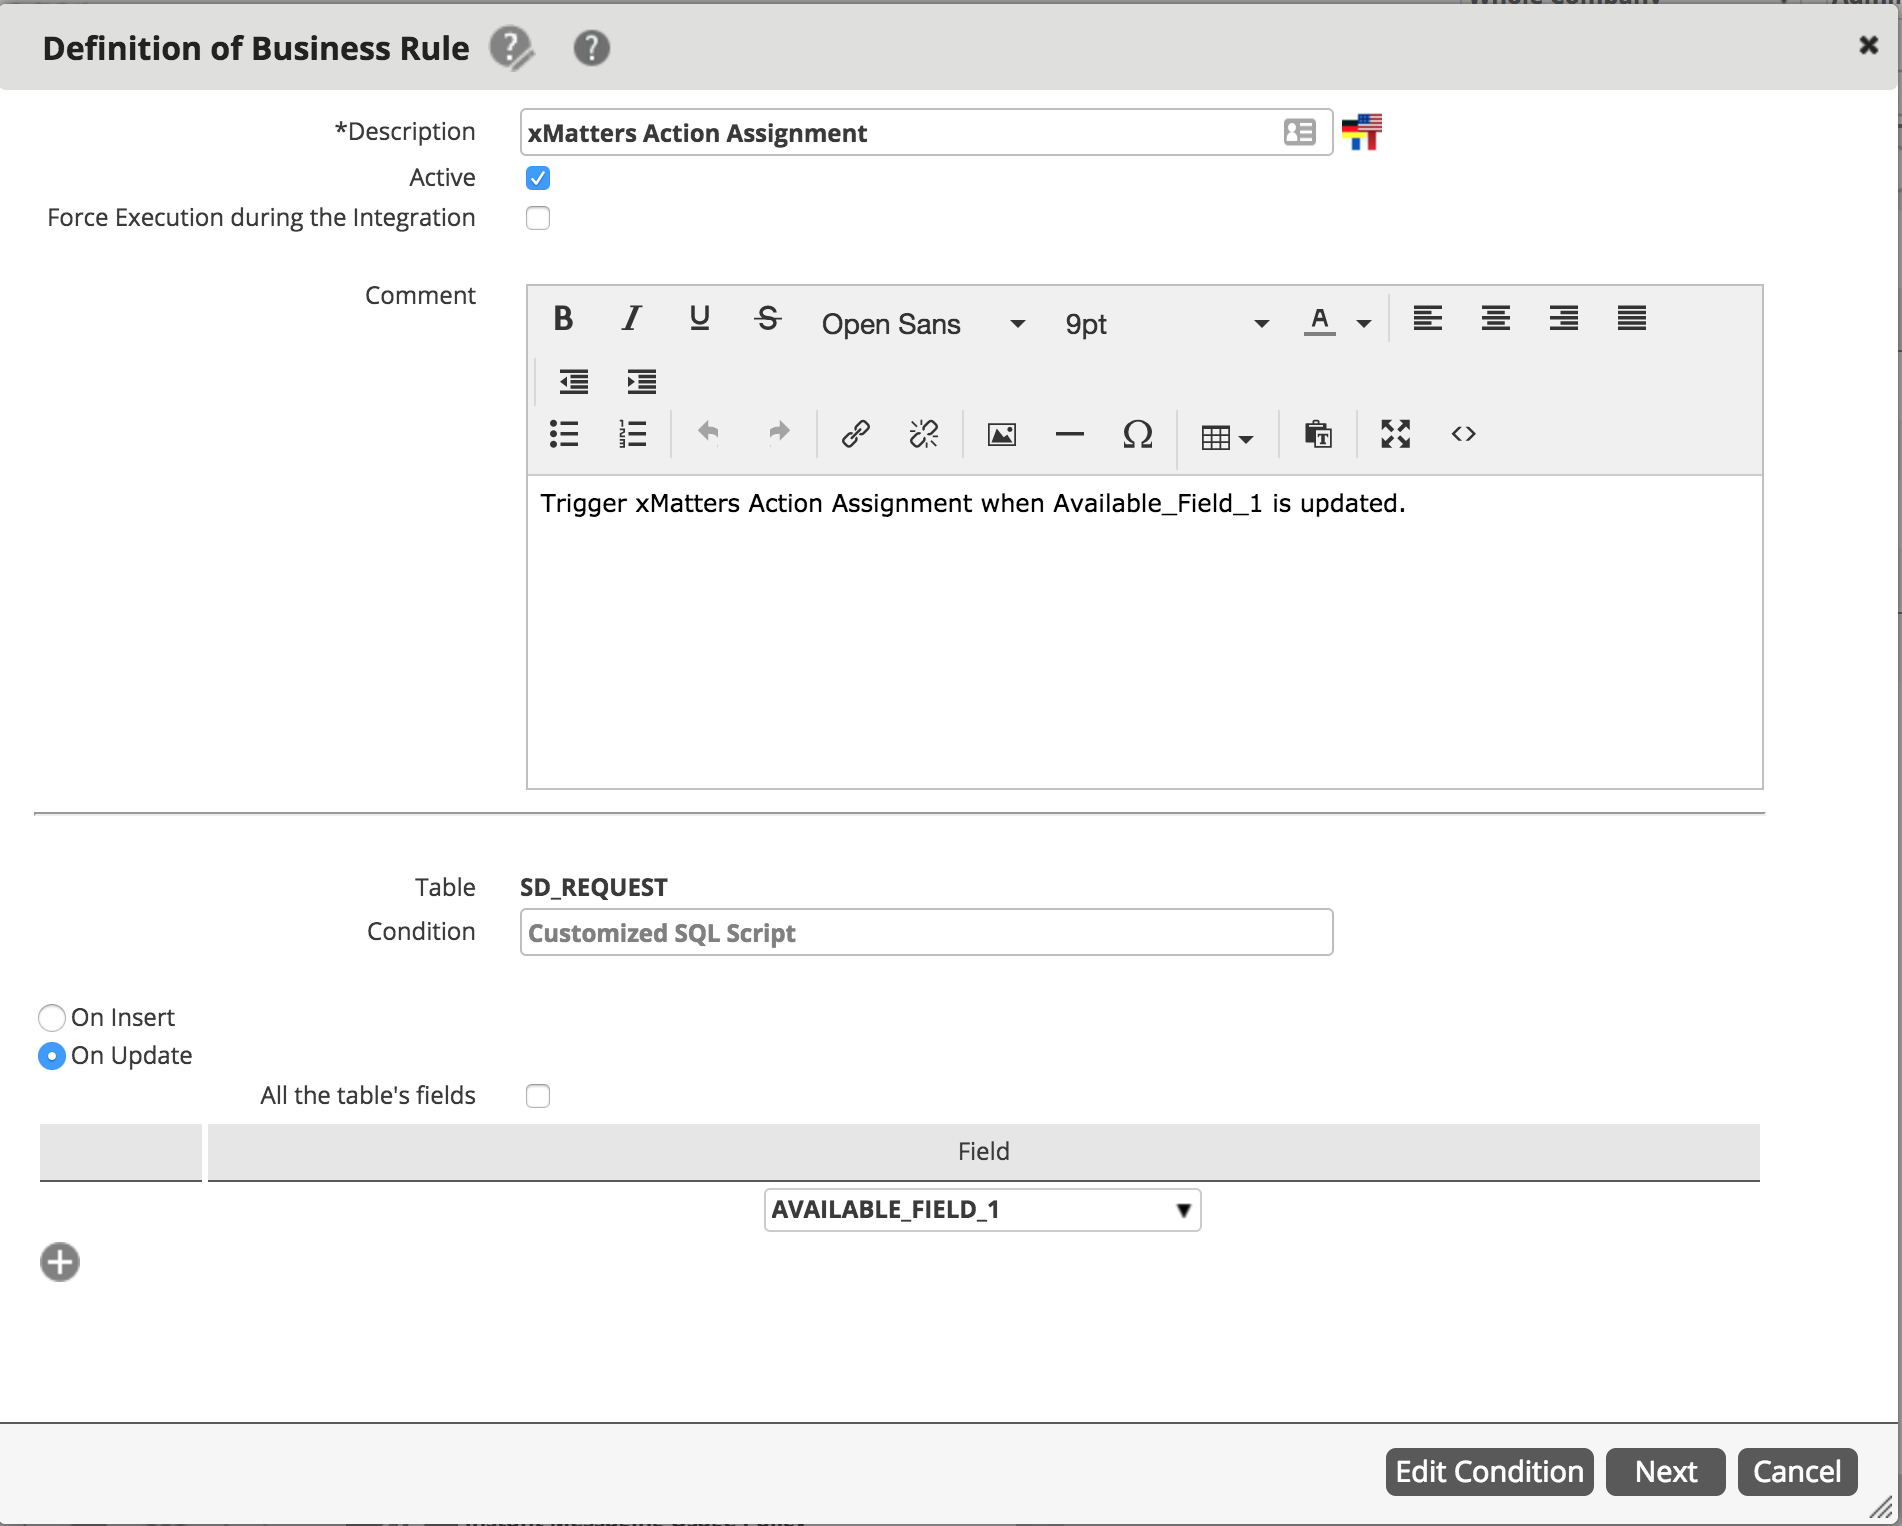 Definition of Business Rule
*Description
xMatters Action Assignment
Active
Force Execution during the Integration
Comment
B I U S Open Sans 9pt A
Trigger xMatters Action Assignment when Available_Field_1 is updated.
Table
SD_REQUEST
Condition
Customized SQL Script
On Insert
On Update
All the table's fields
Field
AVAILABLE_FIELD_1
Edit Condition
Next
Cancel